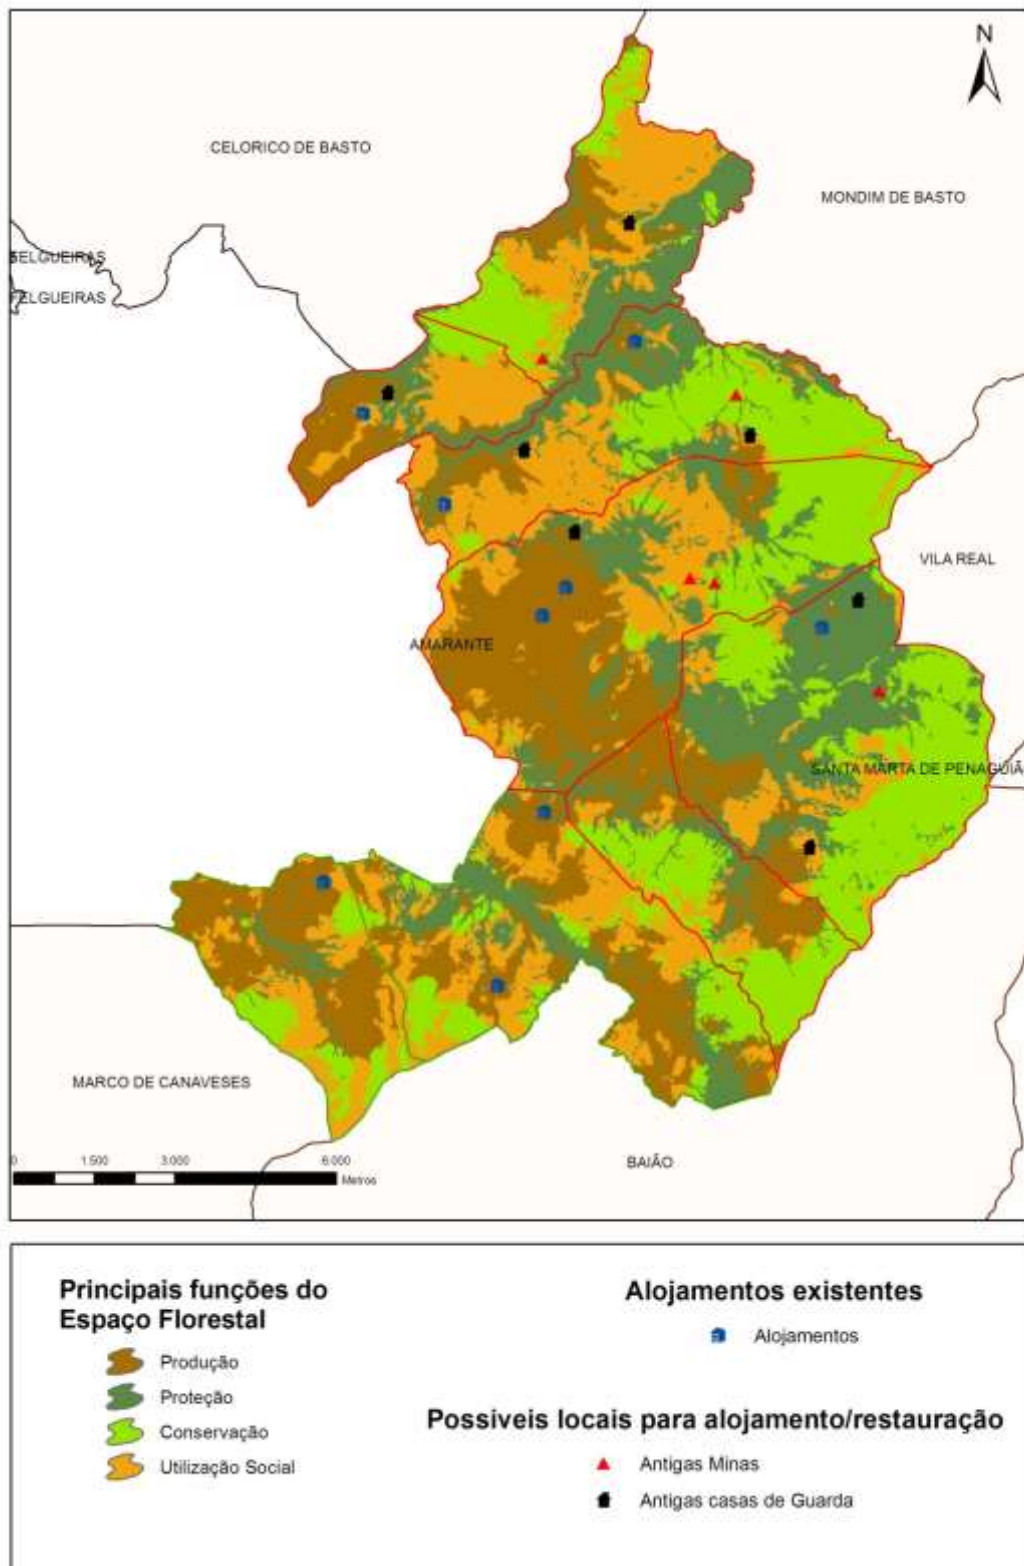 N
CELORICO DE BASTO
MONDIM DE BASTO
FELGUEIRAS
FELGUEIRAS
VILA REAL
AMARANTE
SANTA MARTA DE PENAGUIÃ
MARCO DE CANAVESES
BAIÃO
0 1.500 3.000 6.000
Metros
Principais funções do
Espaço Florestal
Produção
Proteção
Conservação
Utilização Social
Alojamentos existentes
Alojamentos
Possiveis locais para alojamento/restauração
Antigas Minas
Antigas casas de Guarda